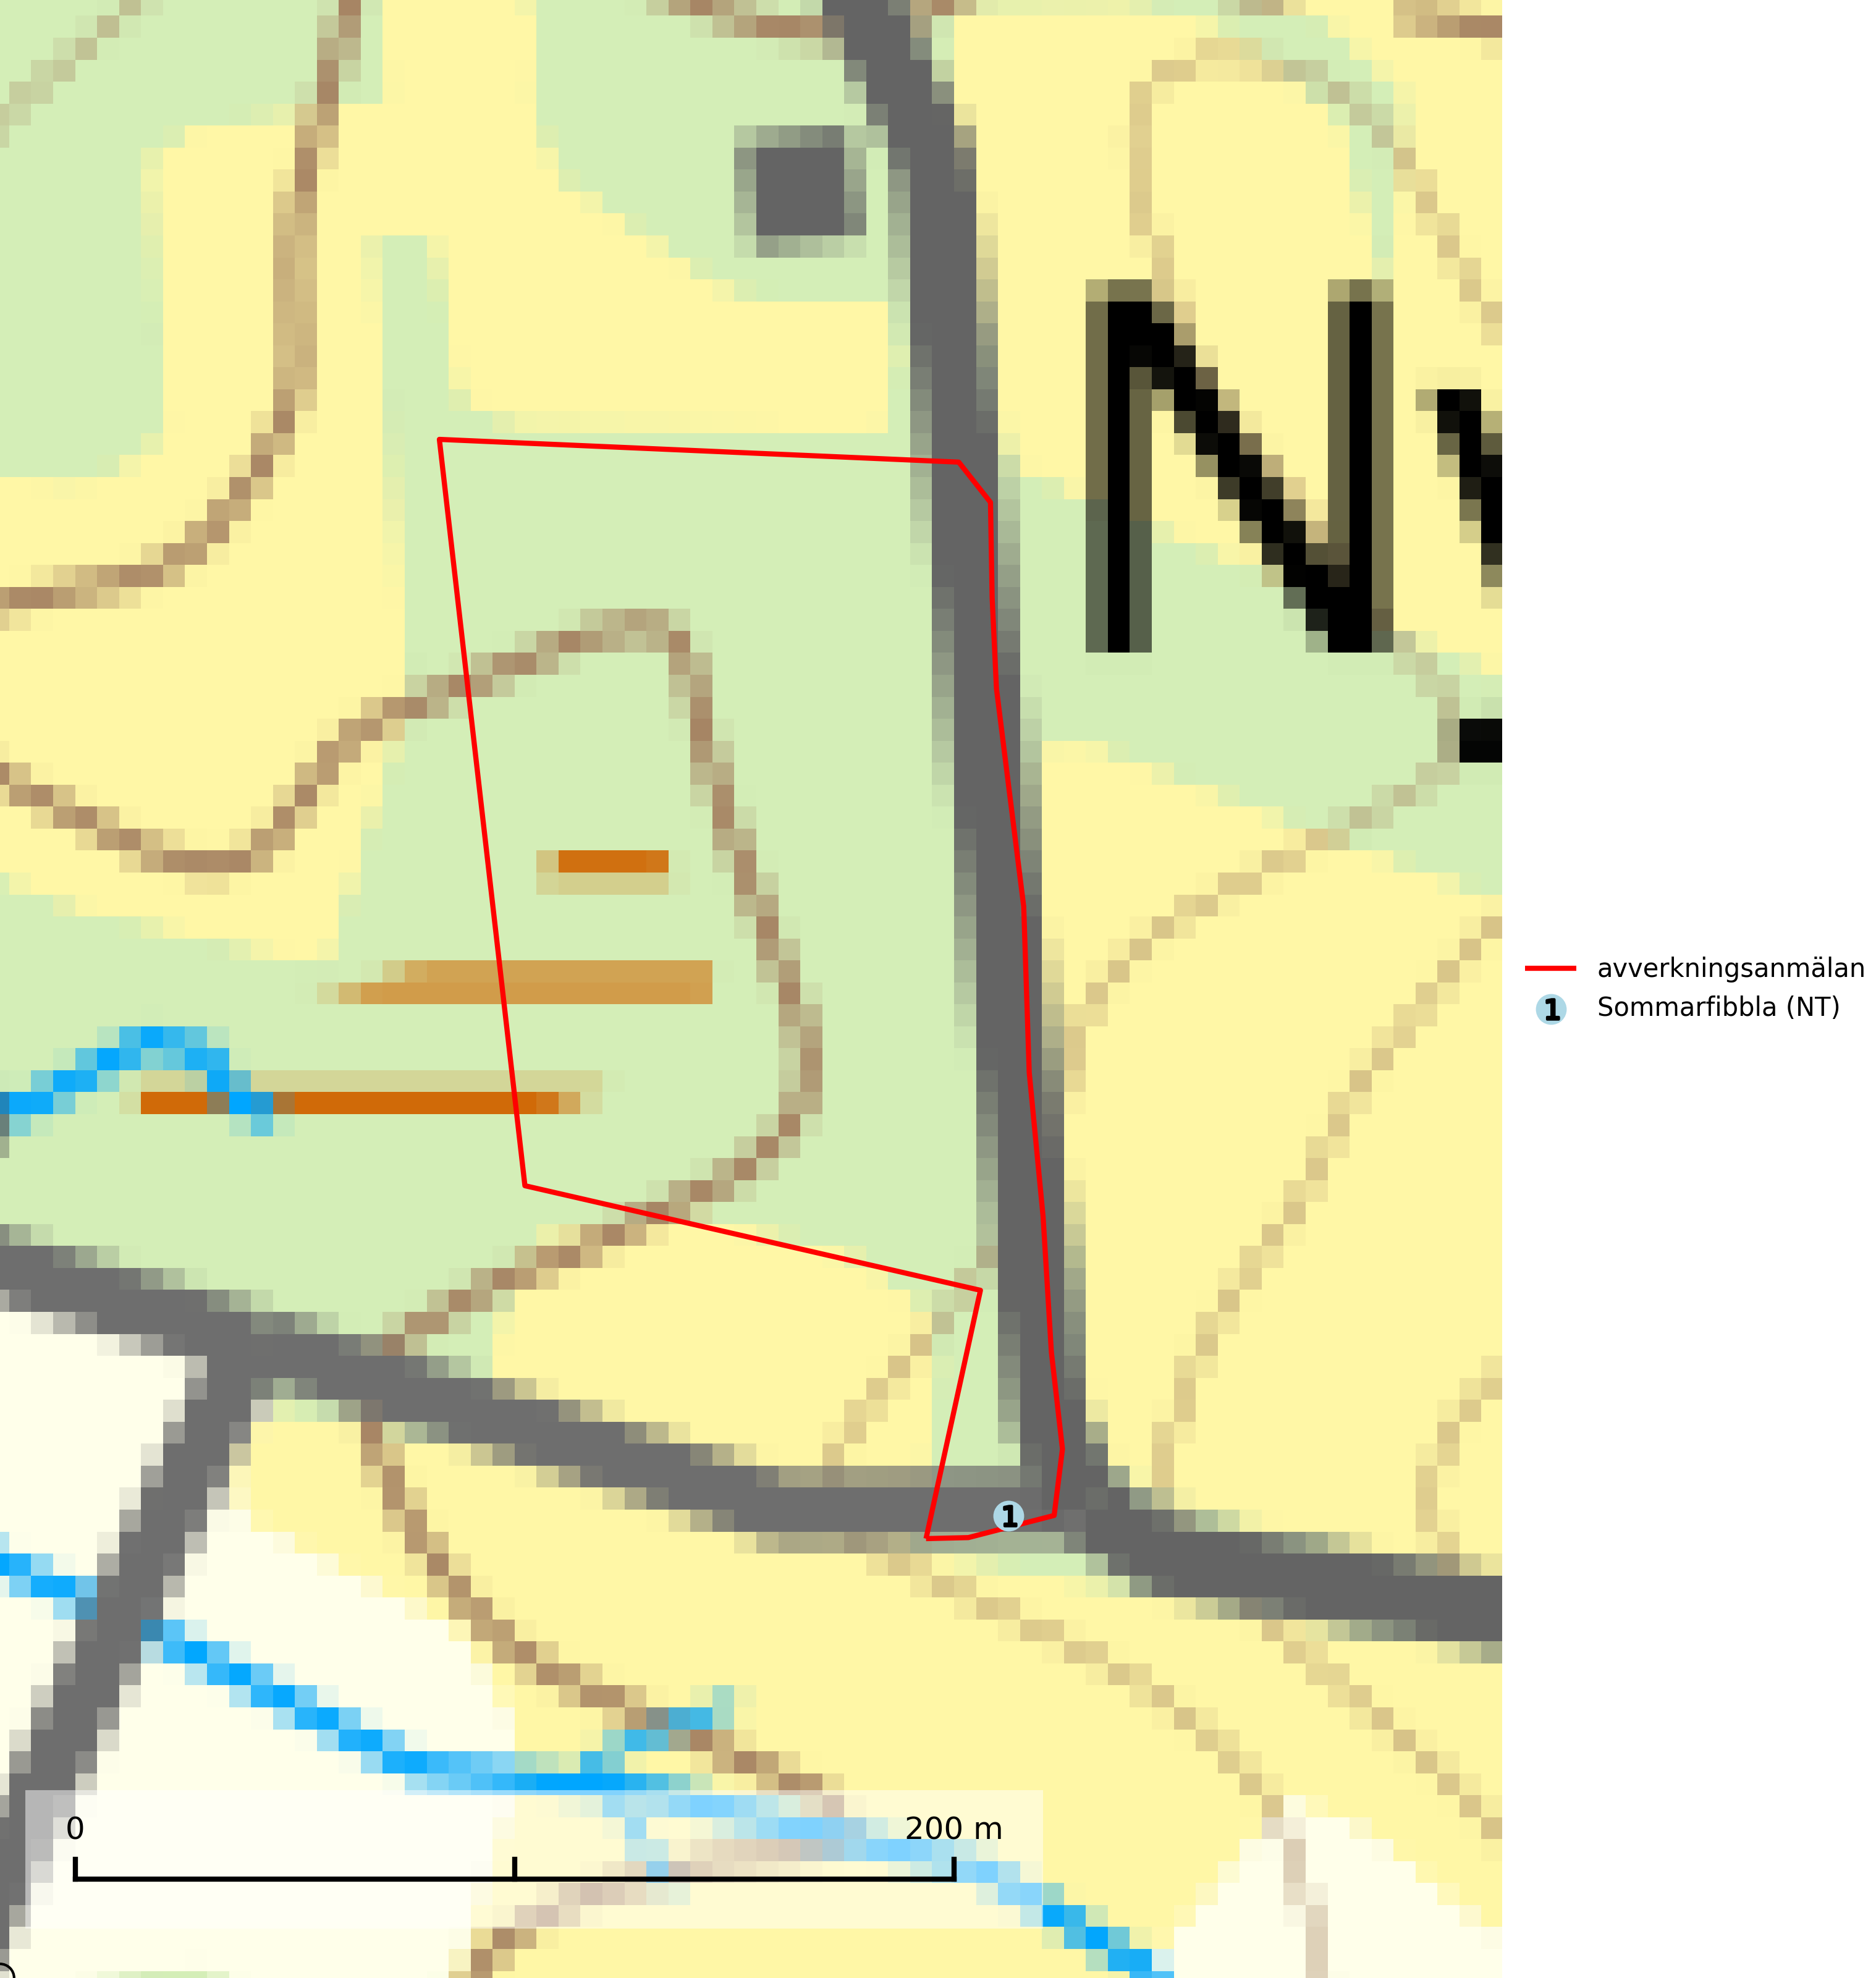 N
avverkningsanmälan
1 Sommarfibbla (NT)
1
0 200 m